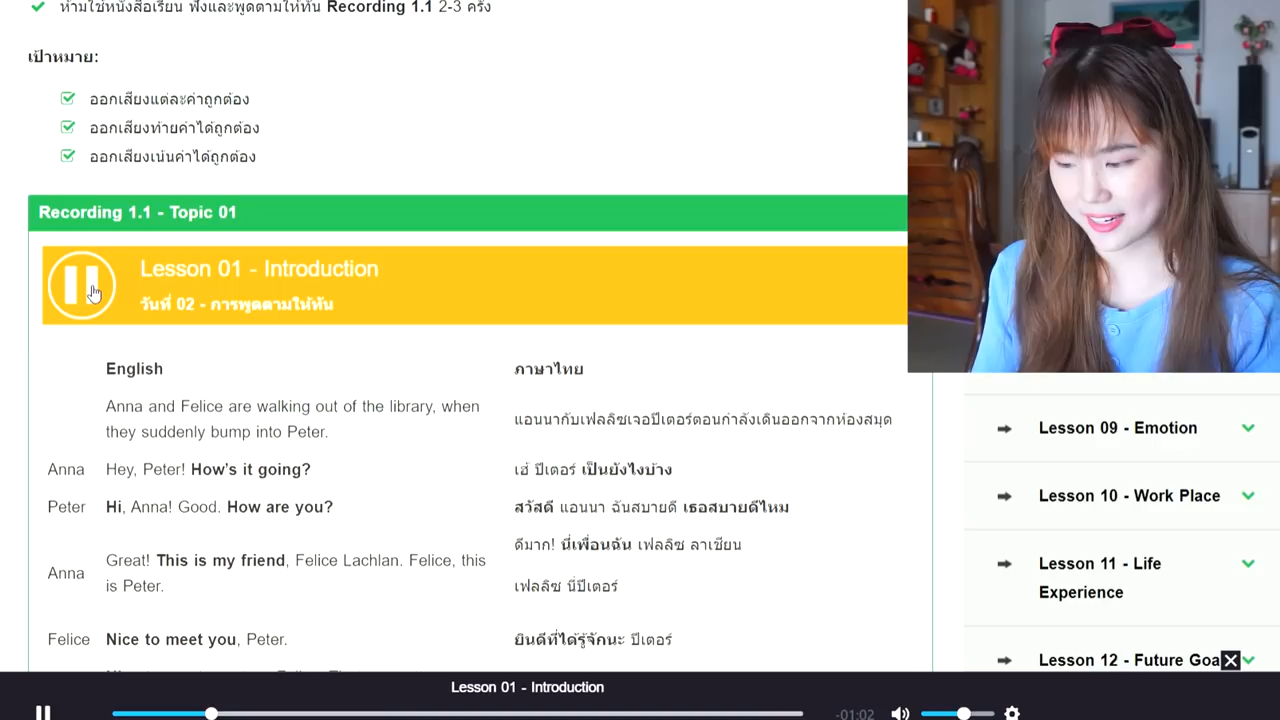 ห้ามใช้หนังสือเรียน ฟังและพูดตามให้ทัน Recording 1.1 2-3 ครั้ง
เป้าหมาย:
ออกเสียงแต่ละคำถูกต้อง
ออกเสียงท้ายคำได้ถูกต้อง
ออกเสียงเน้นคำได้ถูกต้อง
Recording 1.1 - Topic 01
Lesson 01 - Introduction
วันที่ 02 - การพูดตามให้ทัน
English
ภาษาไทย
Anna and Felice are walking out of the library, when
they suddenly bump into Peter.
แอนนากับเฟลลิซเจอปีเตอร์ตอนกำลังเดินออกจากห้องสมุด
Anna
Hey, Peter! How's it going?
เฮ่ ปีเตอร์ เป็นยังไงบ้าง
Peter
Hi, Anna! Good. How are you?
สวัสดี แอนนา ฉันสบายดี เธอสบายดีไหม
Anna
Great! This is my friend, Felice Lachlan. Felice, this
is Peter.
ดีมาก! นี่เพื่อนฉัน เฟลลิซ ลาเชียน
เฟลลิซ นี่ปีเตอร์
Felice
Nice to meet you, Peter.
ยินดีที่ได้รู้จักนะ ปีเตอร์
Lesson 09 - Emotion
Lesson 10 - Work Place
Lesson 11 - Life
Experience
Lesson 12 - Future Goa
Lesson 01 - Introduction
-01:02